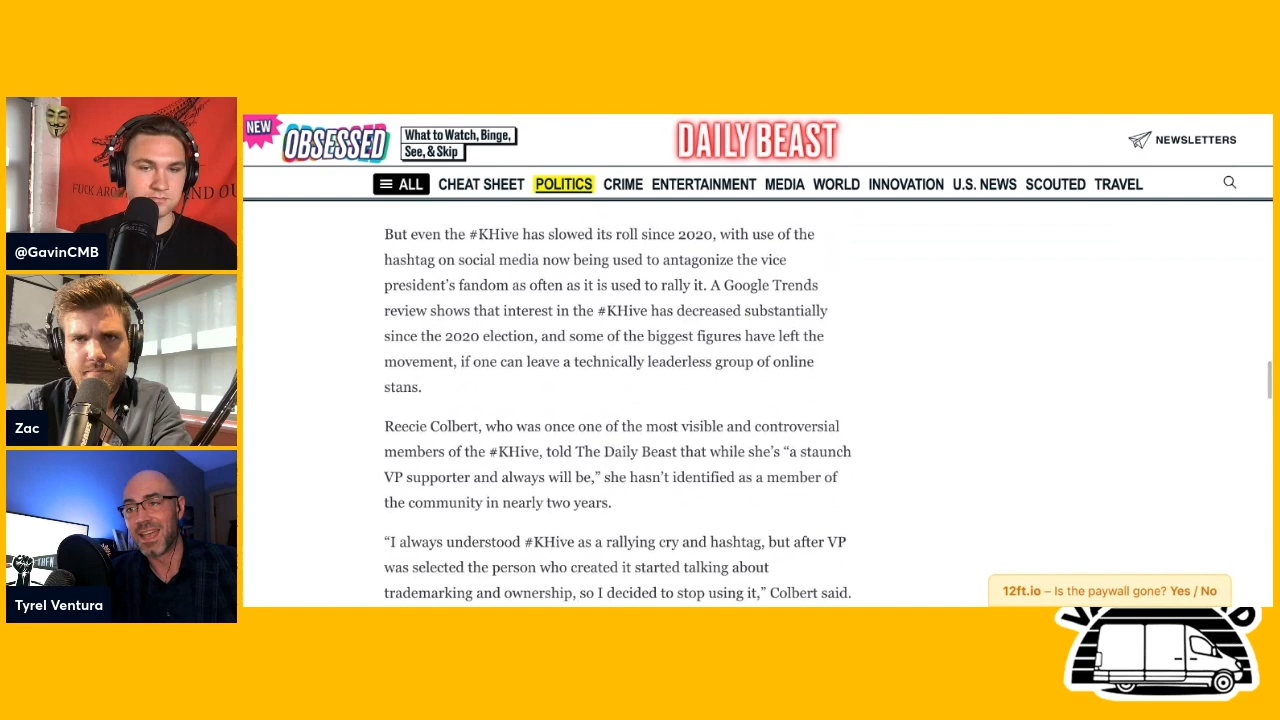 NEW
OBSESSED
What to Watch, Binge,
See, & Skip
DAILY BEAST
NEWSLETTERS
ALL CHEAT SHEET POLITICS CRIME ENTERTAINMENT MEDIA WORLD INNOVATION U.S. NEWS SCOUTED TRAVEL
But even the #KHive has slowed its roll since 2020, with use of the
hashtag on social media now being used to antagonize the vice
president's fandom as often as it is used to rally it. A Google Trends
review shows that interest in the #KHive has decreased substantially
since the 2020 election, and some of the biggest figures have left the
movement, if one can leave a technically leaderless group of online
stans.
Reecie Colbert, who was once one of the most visible and controversial
members of the #KHive, told The Daily Beast that while she's “a staunch
VP supporter and always will be,” she hasn't identified as a member of
the community in nearly two years.
“I always understood #KHive as a rallying cry and hashtag, but after VP
was selected the person who created it started talking about
trademarking and ownership, so I decided to stop using it,” Colbert said.
12ft.io – Is the paywall gone? Yes / No
FUCK
ND OU
@GavinCMB
Zac
Tyrel Ventura